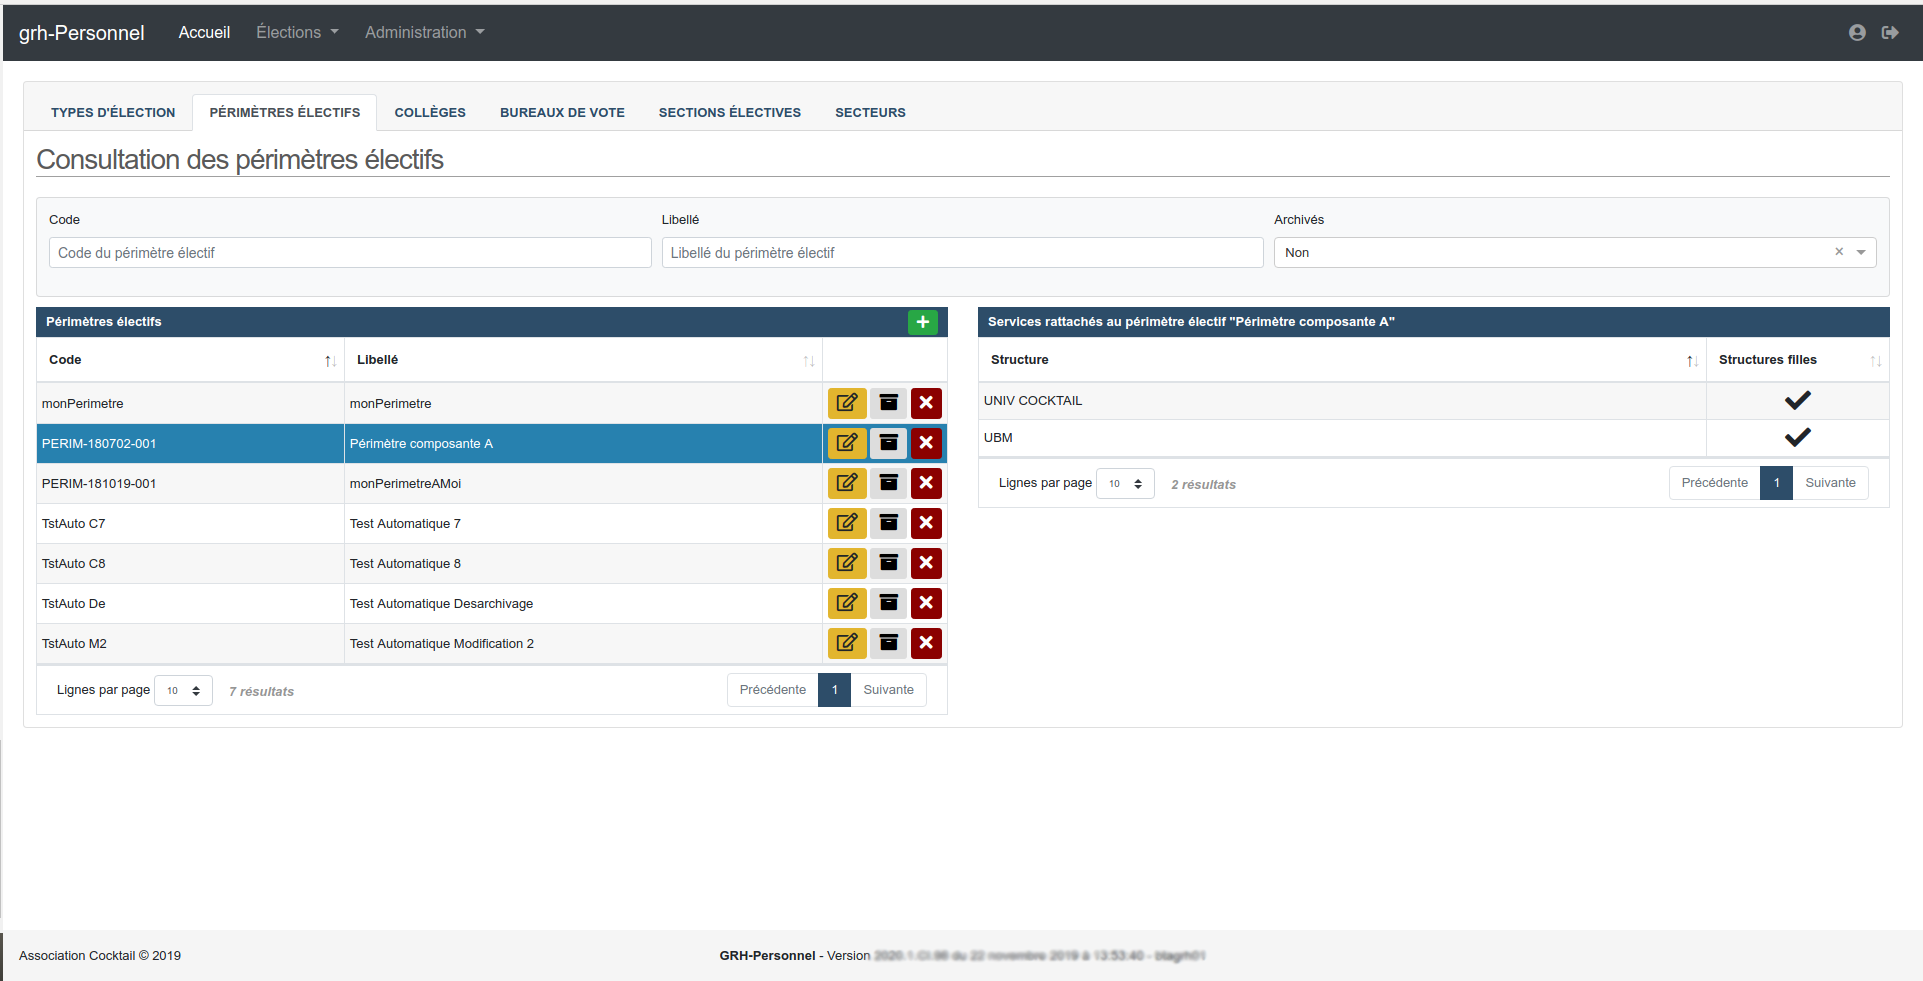 grh-Personnel Accueil Élections Administration
TYPES D'ÉLECTION PÉRIMÈTRES ÉLECTIFS COLLÈGES BUREAUX DE VOTE SECTIONS ÉLECTIVES SECTEURS
Consultation des périmètres électifs
Code Libellé Archivés
Code du périmètre électif Libellé du périmètre électif Non
Périmètres électifs
Code Libellé
monPerimetre monPerimetre
PERIM-180702-001 Périmètre composante A
PERIM-181019-001 monPerimetreAMoi
TstAuto C7 Test Automatique 7
TstAuto C8 Test Automatique 8
TstAuto De Test Automatique Desarchivage
TstAuto M2 Test Automatique Modification 2
Lignes par page 10 7 résultats Précédente 1 Suivante
Services rattachés au périmètre électif "Périmètre composante A"
Structure Structures filles
UNIV COCKTAIL
UBM
Lignes par page 10 2 résultats Précédente 1 Suivante
Association Cocktail © 2019 GRH-Personnel - Version